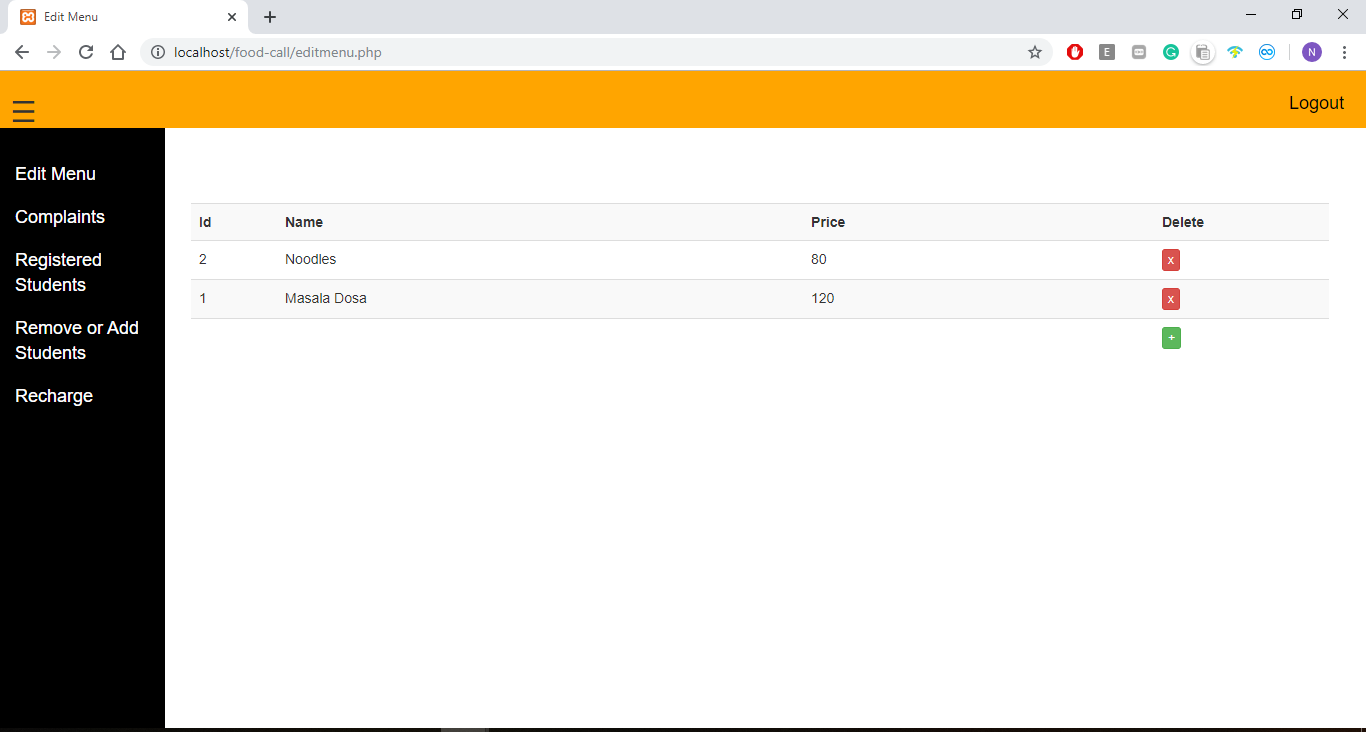 Edit Menu
localhost/food-call/editmenu.php
E
N
Logout
Edit Menu
Complaints
Registered
Students
Remove or Add
Students
Recharge
Id Name Price Delete
2 Noodles 80 x
1 Masala Dosa 120 x
+